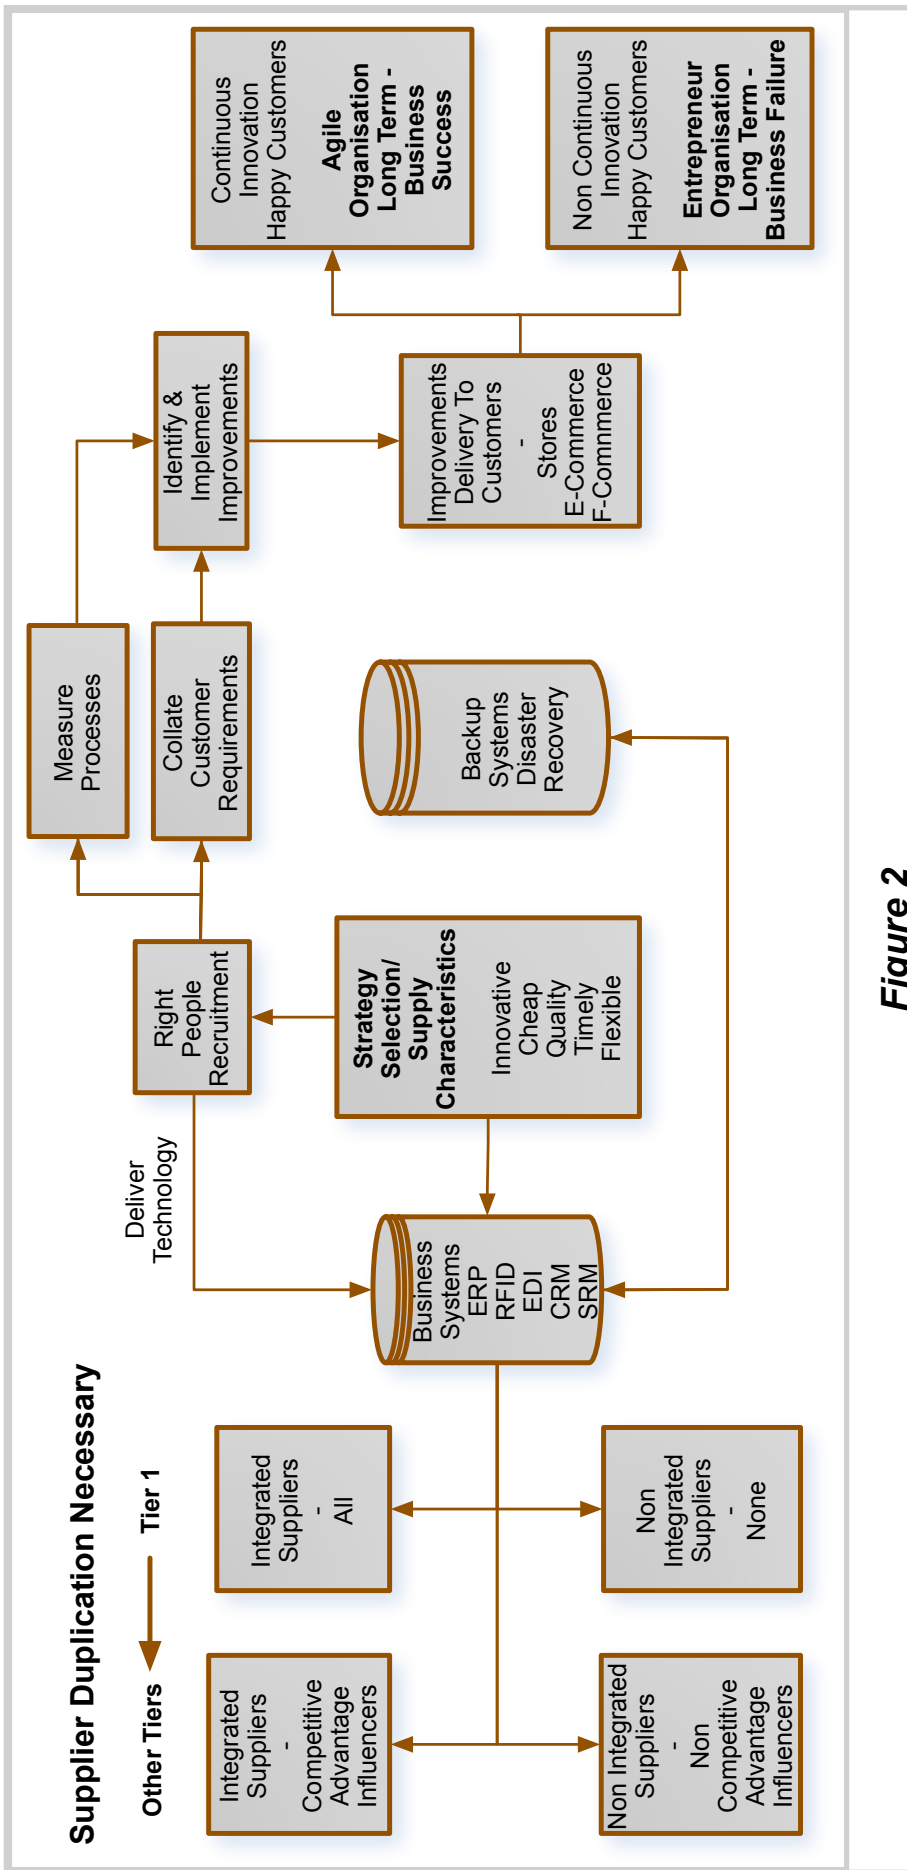 Supplier Duplication Necessary
Other Tiers
Tier 1
Integrated
Suppliers
-
Competitive
Advantage
Influencers
Integrated
Suppliers
-
All
Non Integrated
Suppliers
-
Non
Competitive
Advantage
Influencers
Non
Integrated
Suppliers
-
None
Deliver
Technology
Business
Systems
ERP
RFID
EDI
CRM
SRM
Right
People
Recruitment
Strategy
Selection/
Supply
Characteristics
Innovative
Cheap
Quality
Timely
Flexible
Measure
Processes
Collate
Customer
Requirements
Backup
Systems
Disaster
Recovery
Identify &
Implement
Improvements
Improvements
Delivery To
Customers
-
Stores
E-Commerce
F-Comnmerce
Continuous
Innovation
Happy Customers
Agile
Organisation
Long Term -
Business
Success
Non Continuous
Innovation
Happy Customers
Entrepreneur
Organisation
Long Term -
Business Failure
Figure 2